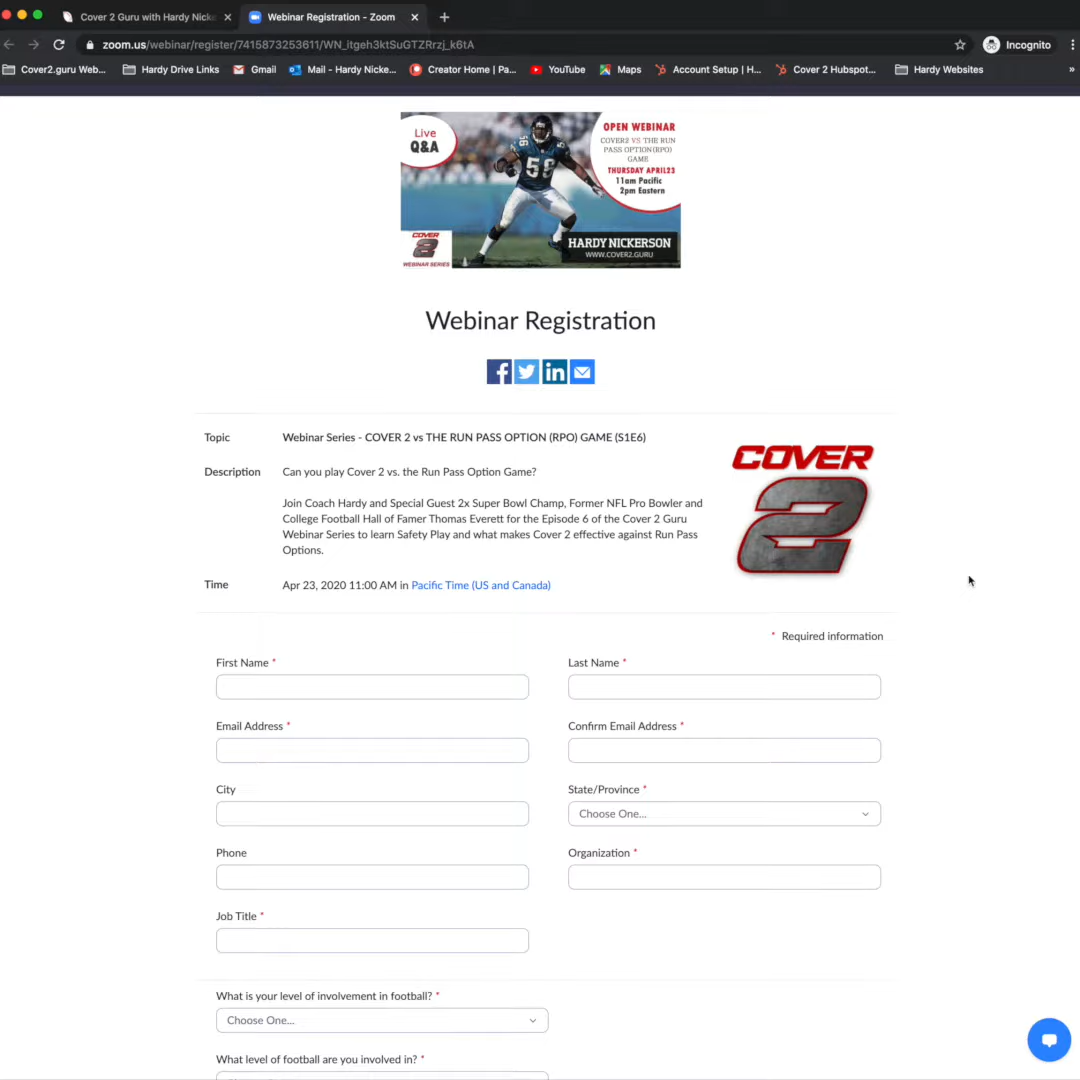 Cover 2 Guru with Hardy Nicke
Webinar Registration - Zoom
zoom.us/webinar/register/7415873253611/WN_itgeh3ktSuGTZRrzj_k6tA
Incognito
Cover2.guru Web...
Hardy Drive Links
Gmail
Mail - Hardy Nicke...
Creator Home | Pa...
YouTube
Maps
Account Setup | H...
Cover 2 Hubspot...
Hardy Websites
»
Live
Q&A
OPEN WEBINAR
COVER2 VS THE RUN
PASS OPTION(RPO)
GAME
THURSDAY APRIL23
11am Pacific
2pm Eastern
56
56
COVER
2
WEBINAR SERIES
HARDY NICKERSON
WWW.COVER2.GURU
Webinar Registration
Topic
Webinar Series - COVER 2 vs THE RUN PASS OPTION (RPO) GAME (S1E6)
Description
Can you play Cover 2 vs. the Run Pass Option Game?
Join Coach Hardy and Special Guest 2x Super Bowl Champ, Former NFL Pro Bowler and
College Football Hall of Famer Thomas Everett for the Episode 6 of the Cover 2 Guru
Webinar Series to learn Safety Play and what makes Cover 2 effective against Run Pass
Options.
COVER
2
Time
Apr 23, 2020 11:00 AM in Pacific Time (US and Canada)
* Required information
First Name *
Last Name *
Email Address *
Confirm Email Address *
City
State/Province *
Choose One...
Phone
Organization *
Job Title *
What is your level of involvement in football? *
Choose One...
What level of football are you involved in? *